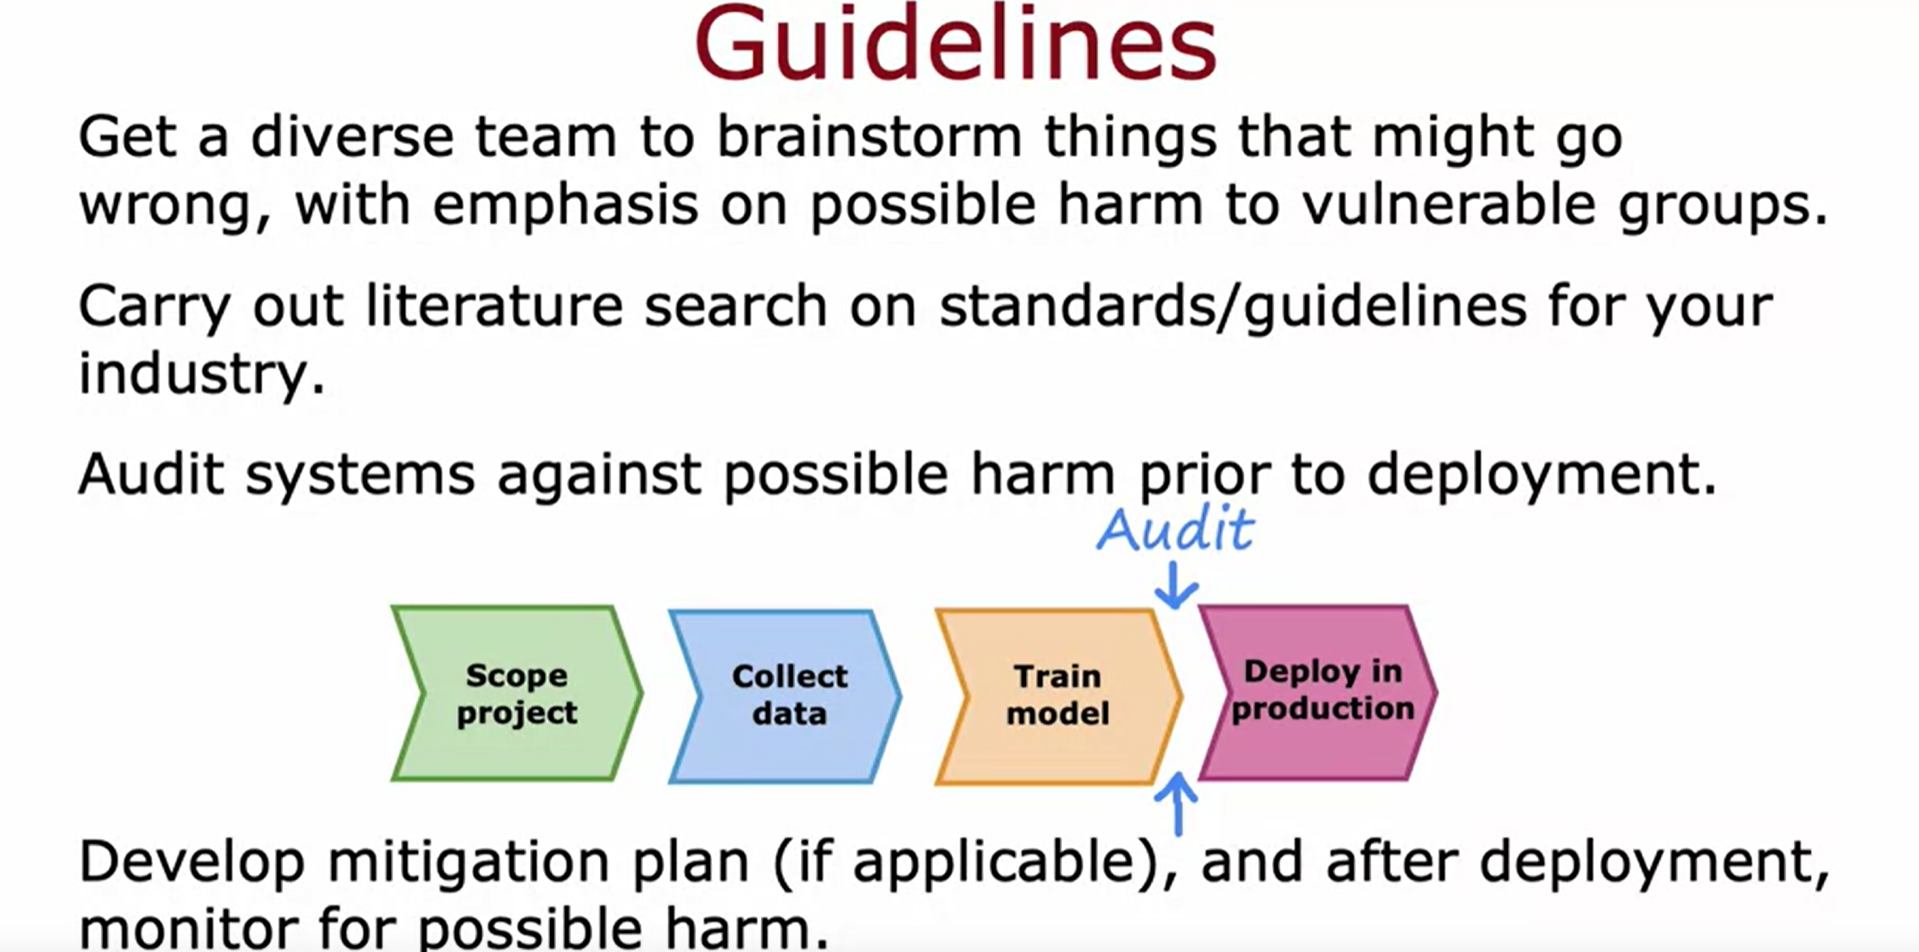 Guidelines
Get a diverse team to brainstorm things that might go
wrong, with emphasis on possible harm to vulnerable groups.
Carry out literature search on standards/guidelines for your
industry.
Audit systems against possible harm prior to deployment.
Audit
Scope
project
Collect
data
Train
model
Deploy in
production
Develop mitigation plan (if applicable), and after deployment,
monitor for possible harm.